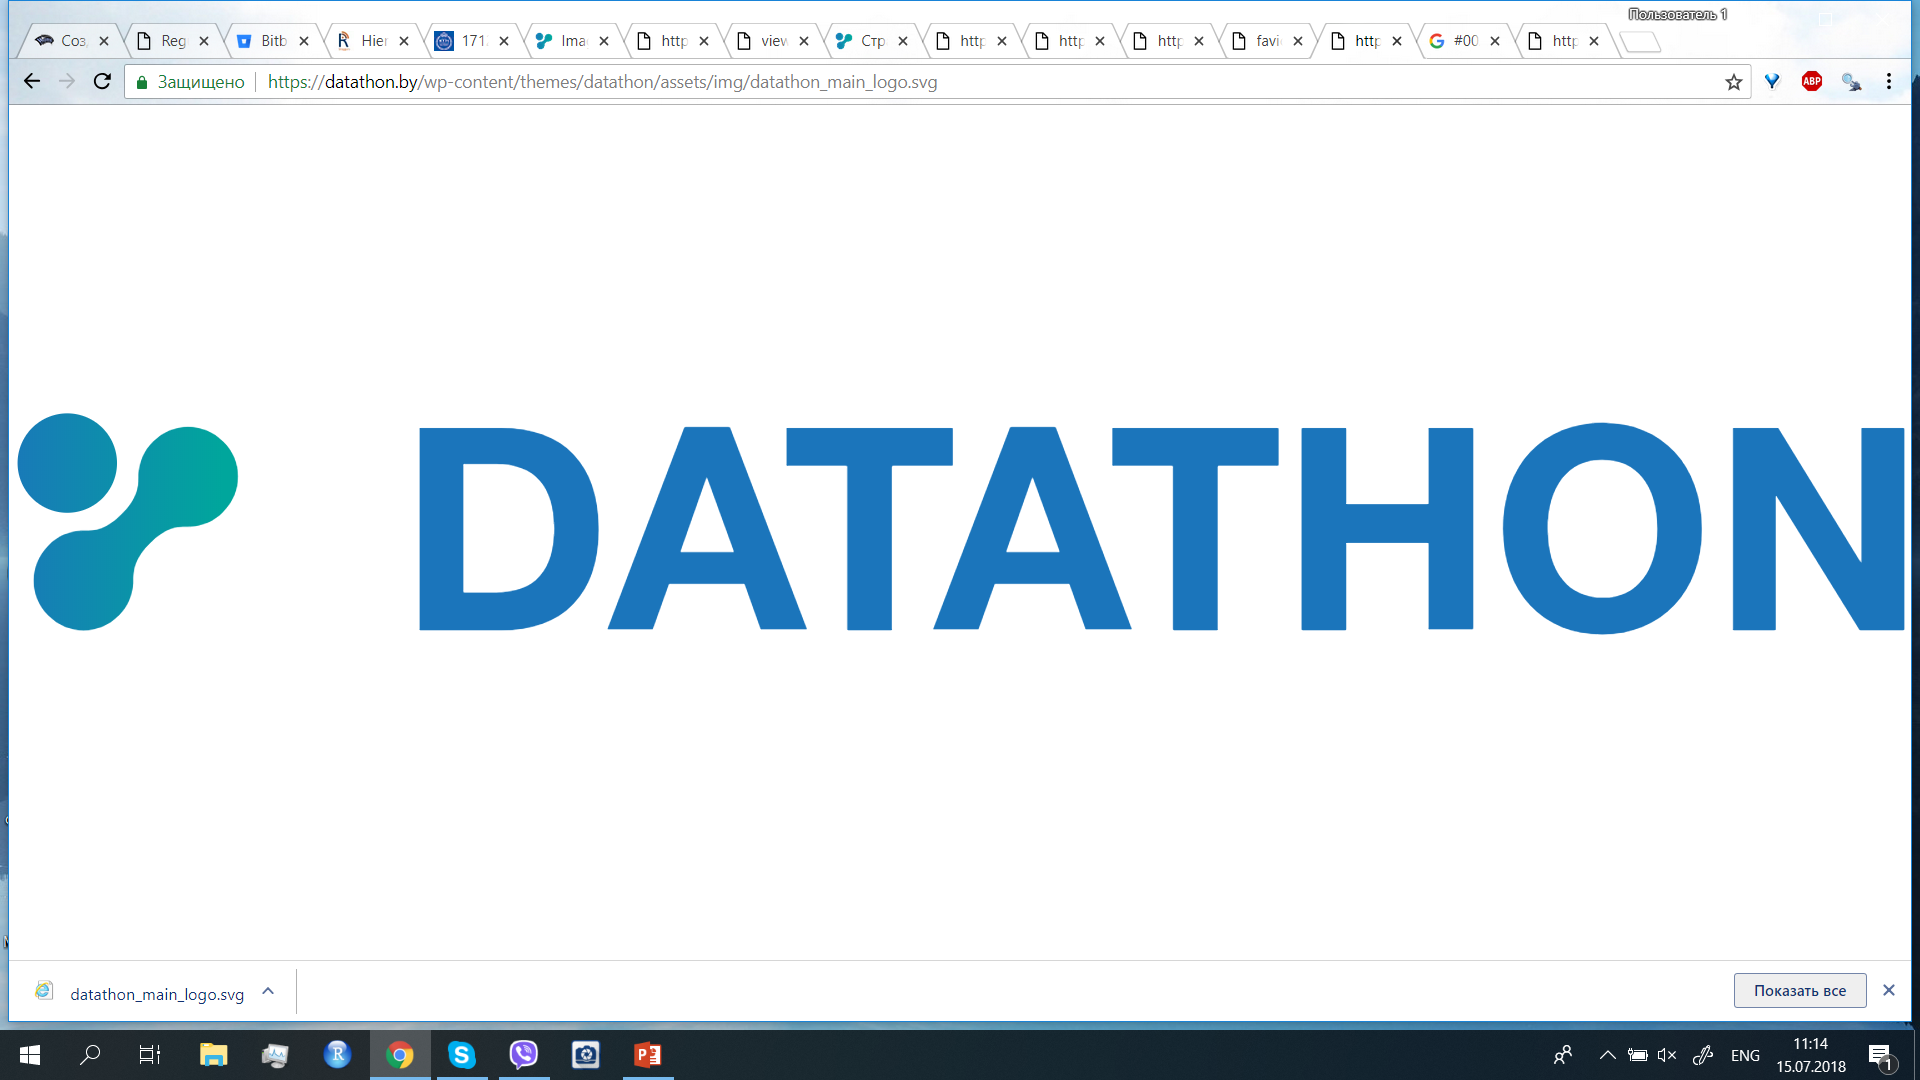 Пользователь 1
Соз Reg Bitb Hier 171. Ima http view Стр http http http favi http #00 http
Защищено https://datathon.by/wp-content/themes/datathon/assets/img/datathon_main_logo.svg
ABP
DATATHON
datathon_main_logo.svg
Показать все
ENG
11:14
15.07.2018
1